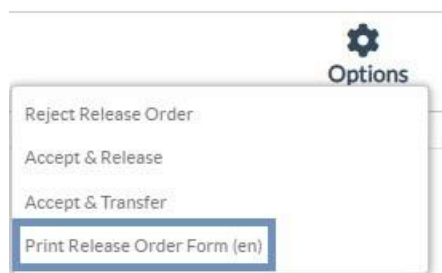 Options
Reject Release Order
Accept & Release
Accept & Transfer
Print Release Order Form (en)